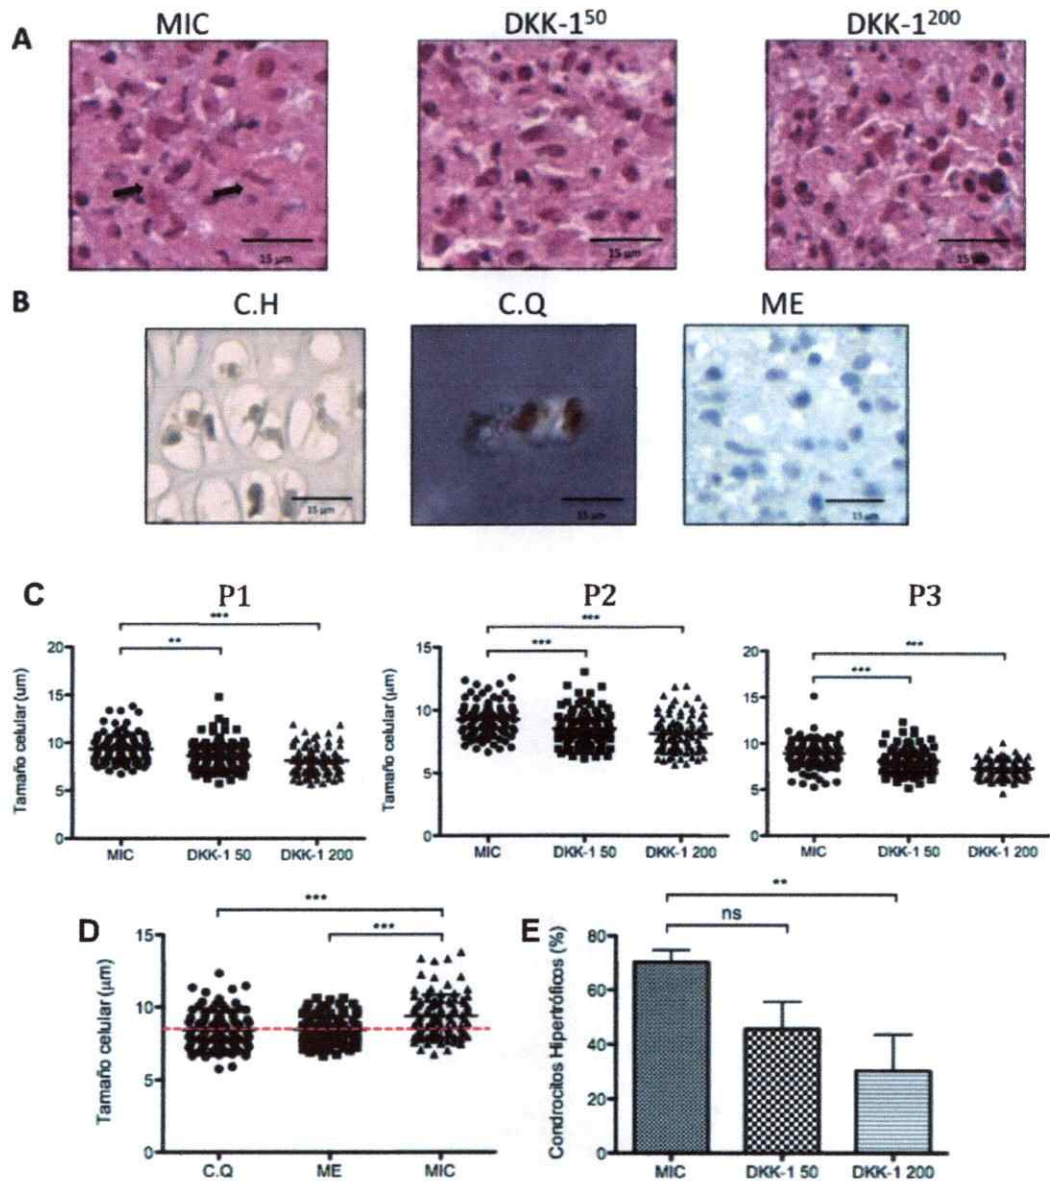 A
MIC
DKK-1⁵⁰
DKK-1²⁰⁰
15 µm
15 µm
15 µm
B
C.H
C.Q
ME
15 µm
15 µm
15 µm
C
P1
P2
P3
***
**
Tamaño celular (um)
20
15
10
5
0
MIC
DKK-1 50
DKK-1 200
***
***
Tamaño celular (µm)
15
10
5
0
MIC
DKK-1 50
DKK-1 200
***
***
20
15
10
5
0
MIC
DKK-1 50
DKK-1 200
D
***
***
Tamaño celular (µm)
15
10
5
0
C.Q
ME
MIC
E
**
ns
Condrocitos Hipertróficos (%)
80
60
40
20
0
MIC
DKK-1 50
DKK-1 200